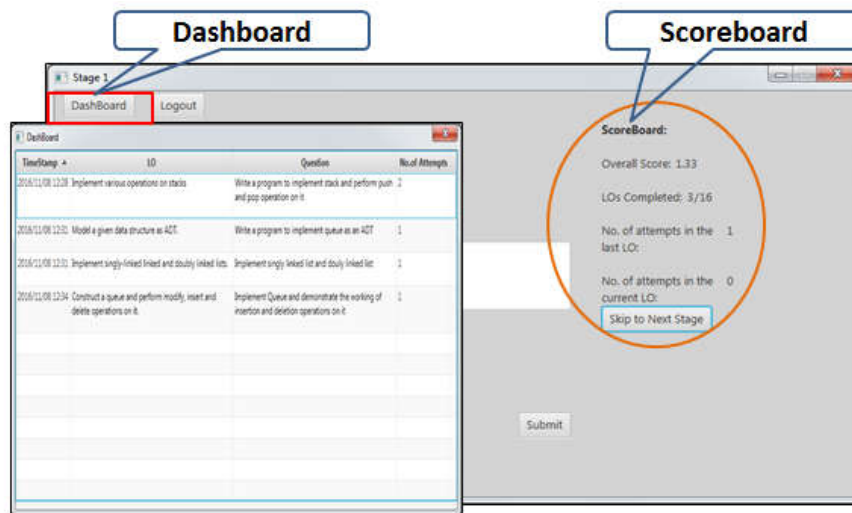 Dashboard
Scoreboard
Stage 1
DashBoard
Logout
DashBoard
TimeStamp
LO
Question
No.of Attempts
2016/11/08 12:28 Implement various operations on stacks Write a program to implement stack and perform push 2
and pop operation on it
2016/11/08 12:31 Model a given data structure as ADT. Write a program to implement queue as an ADT 1
2016/11/08 12:31 Implement singly-linked linked and doubly linked lists Implement singly linked list and douly linked list 1
2016/11/08 12:34 Construct a queue and perform modify, insert and Implement Queue and demonstrate the working of 1
delete operations on it. insertion and deletion operations on it
ScoreBoard:
Overall Score: 1.33
LOs Completed: 3/16
No. of attempts in the 1
last LO:
No. of attempts in the 0
current LO:
Skip to Next Stage
Submit